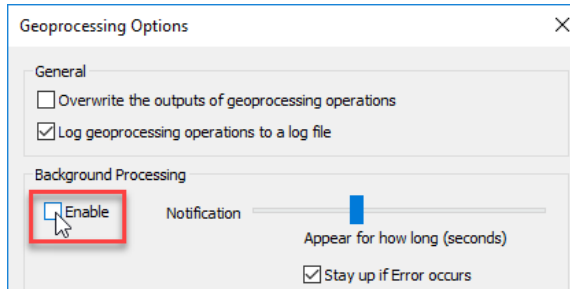 Geoprocessing Options
General
Overwrite the outputs of geoprocessing operations
Log geoprocessing operations to a log file
Background Processing
Enable Notification
Appear for how long (seconds)
Stay up if Error occurs